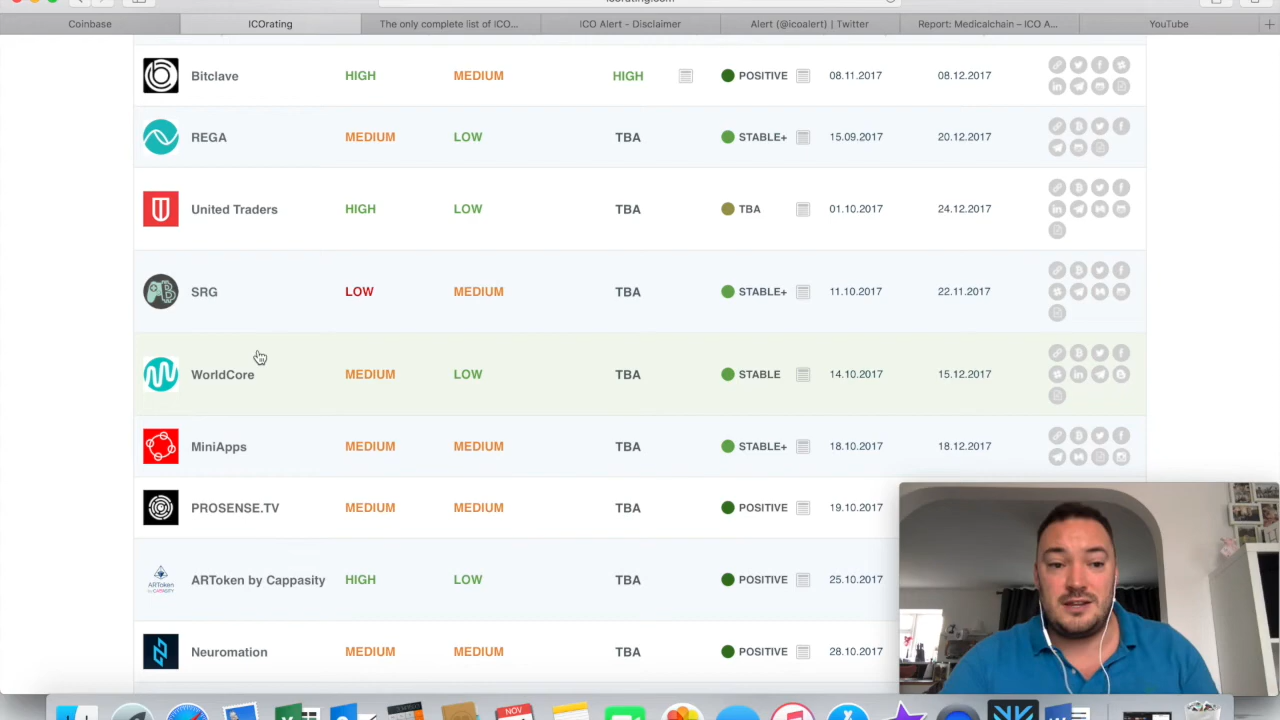 icorating.com
Coinbase
ICOrating
The only complete list of ICO...
ICO Alert - Disclaimer
Alert (@icoalert) | Twitter
Report: Medicalchain – ICO A...
YouTube
Bitclave HIGH MEDIUM HIGH POSITIVE 08.11.2017 08.12.2017
REGA MEDIUM LOW TBA STABLE+ 15.09.2017 20.12.2017
United Traders HIGH LOW TBA TBA 01.10.2017 24.12.2017
SRG LOW MEDIUM TBA STABLE+ 11.10.2017 22.11.2017
WorldCore MEDIUM LOW TBA STABLE 14.10.2017 15.12.2017
MiniApps MEDIUM MEDIUM TBA STABLE+ 18.10.2017 18.12.2017
PROSENSE.TV MEDIUM MEDIUM TBA POSITIVE 19.10.2017
ARToken by Cappasity HIGH LOW TBA POSITIVE 25.10.2017
Neuromation MEDIUM MEDIUM TBA POSITIVE 28.10.2017
NOV